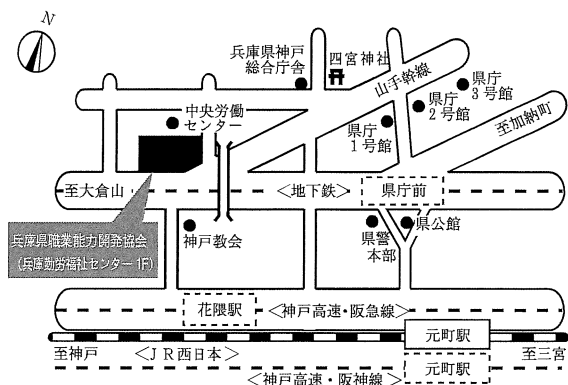 N
兵庫県神戸
総合庁舎
四宮神社
山手幹線
県庁
3号館
県庁
2号館
県庁
1号館
至加納町
中央労働
センター
至大倉山
〈地下鉄〉
県庁前
兵庫県職業能力開発協会
(兵庫勤労福祉センター1F)
神戸教会
県警
本部
県公館
花隈駅
〈神戸高速・阪急線〉
元町駅
至神戸
〈JR西日本〉
至三宮
〈神戸高速・阪神線〉
元町駅